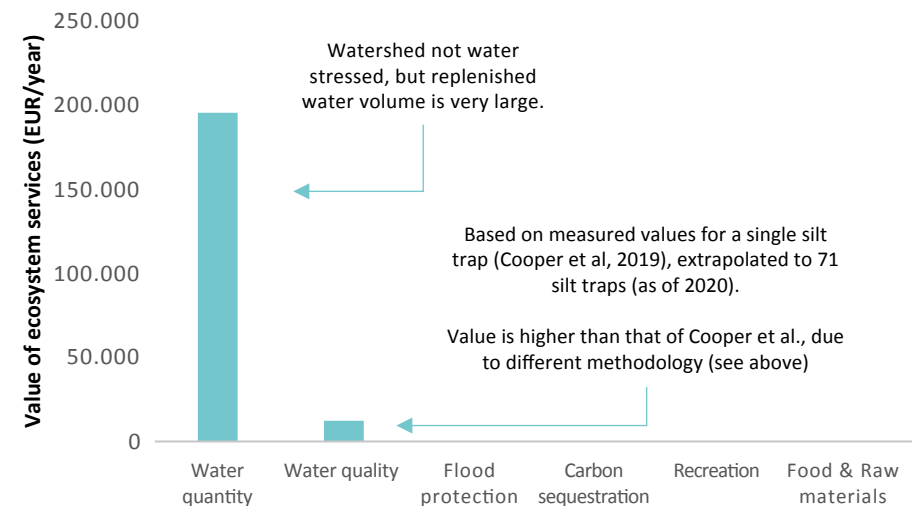 Value of ecosystem services (EUR/year)
250.000
200.000
150.000
100.000
50.000
0
Watershed not water
stressed, but replenished
water volume is very large.
Based on measured values for a single silt
trap (Cooper et al, 2019), extrapolated to 71
silt traps (as of 2020).
Value is higher than that of Cooper et al., due
to different methodology (see above)
Water
quantity
Water quality
Flood
protection
Carbon
sequestration
Recreation
Food & Raw
materials